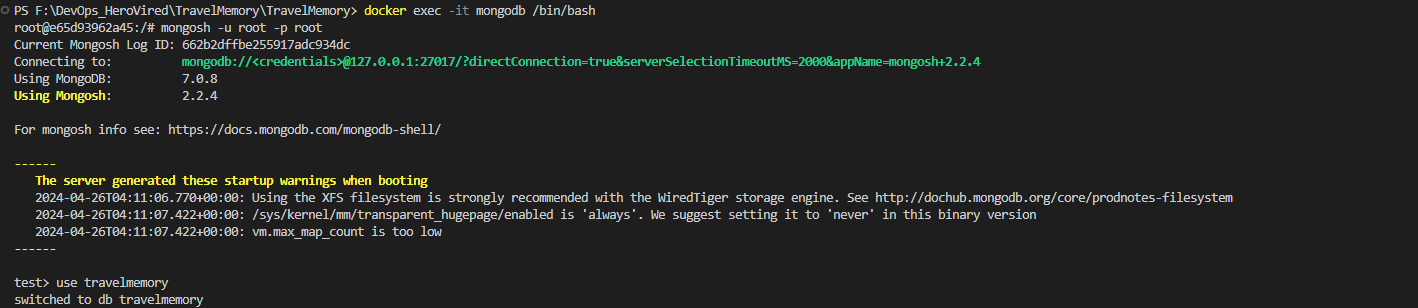 PS F:\DevOps_HeroVired\TravelMemory\TravelMemory> docker exec -it mongodb /bin/bash
root@e65d93962a45:/# mongosh -u root -p root
Current Mongosh Log ID: 662b2dffbe255917adc934dc
Connecting to:          mongodb://<credentials>@127.0.0.1:27017/?directConnection=true&serverSelectionTimeoutMS=2000&appName=mongosh+2.2.4
Using MongoDB:          7.0.8
Using Mongosh:          2.2.4
For mongosh info see: https://docs.mongodb.com/mongodb-shell/
------
   The server generated these startup warnings when booting
   2024-04-26T04:11:06.770+00:00: Using the XFS filesystem is strongly recommended with the WiredTiger storage engine. See http://dochub.mongodb.org/core/prodnotes-filesystem
   2024-04-26T04:11:07.422+00:00: /sys/kernel/mm/transparent_hugepage/enabled is 'always'. We suggest setting it to 'never' in this binary version
   2024-04-26T04:11:07.422+00:00: vm.max_map_count is too low
------
test> use travelmemory
switched to db travelmemory